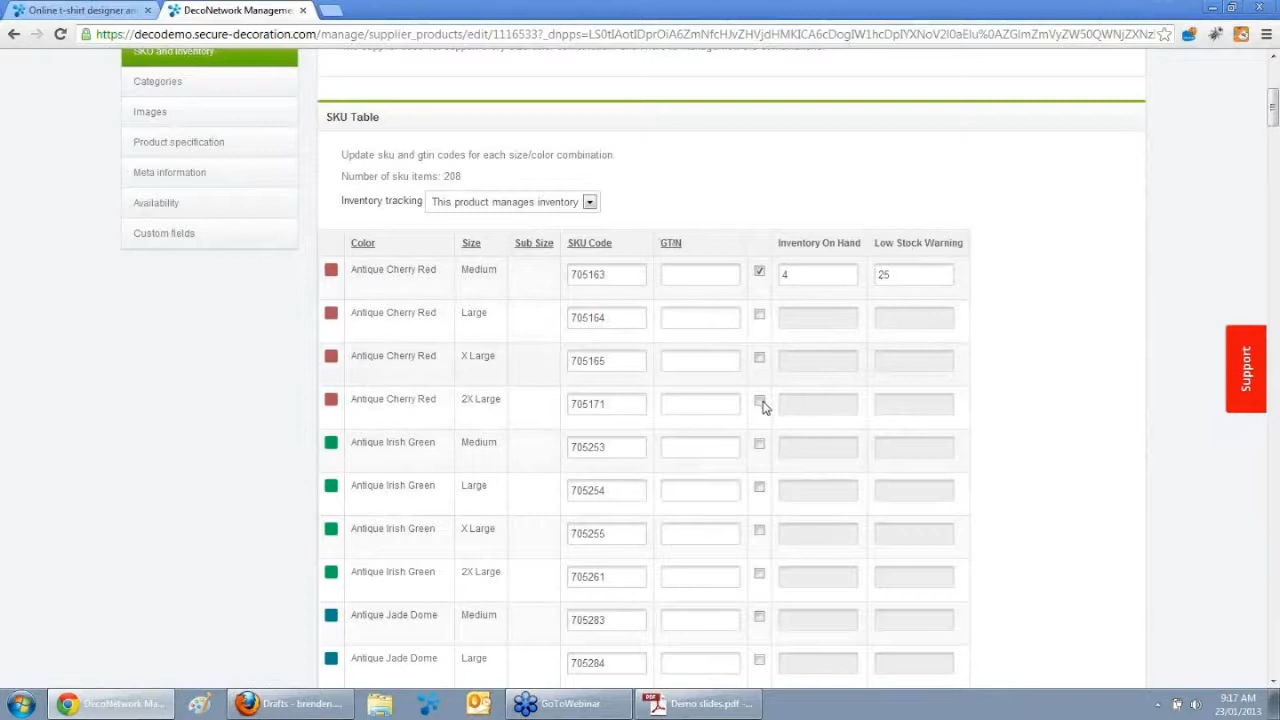 Online t-shirt designer an
DecoNetwork Manageme
https://decodemo.secure-decoration.com/manage/supplier_products/edit/1116533?
SKU and Inventory
Categories
Images
Product specification
Meta information
Availability
Custom fields
SKU Table
Update sku and gtin codes for each size/color combination
Number of sku items: 208
Inventory tracking This product manages inventory
Color Size Sub Size SKU Code GTIN Inventory On Hand Low Stock Warning
Antique Cherry Red Medium 705163 4 25
Antique Cherry Red Large 705164
Antique Cherry Red X Large 705165
Antique Cherry Red 2X Large 705171
Antique Irish Green Medium 705253
Antique Irish Green Large 705254
Antique Irish Green X Large 705255
Antique Irish Green 2X Large 705261
Antique Jade Dome Medium 705283
Antique Jade Dome Large 705284
Support
DecoNetwork Ma...
Drafts - brenden....
GoToWebinar
PDF
Demo slides.pdf -...
9:17 AM
23/01/2013